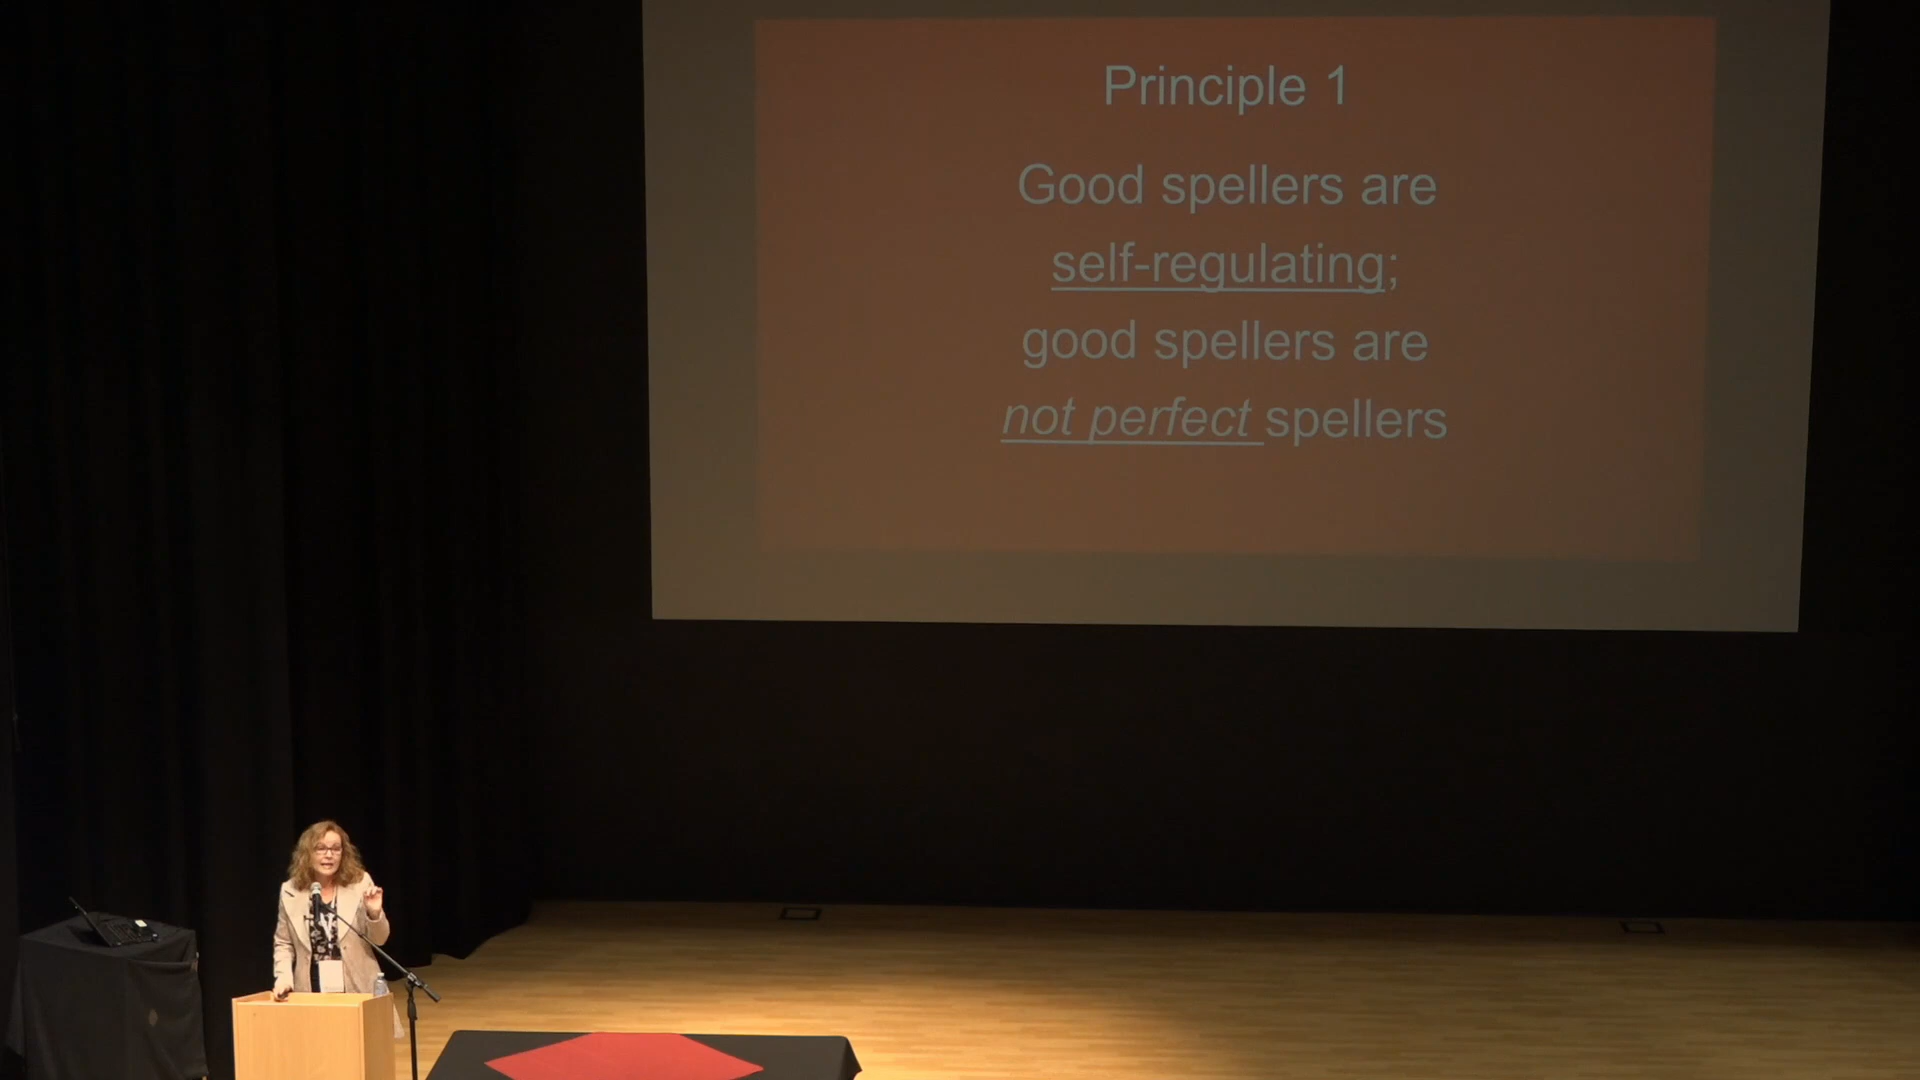 Principle 1
Good spellers are
self-regulating;
good spellers are
not perfect spellers